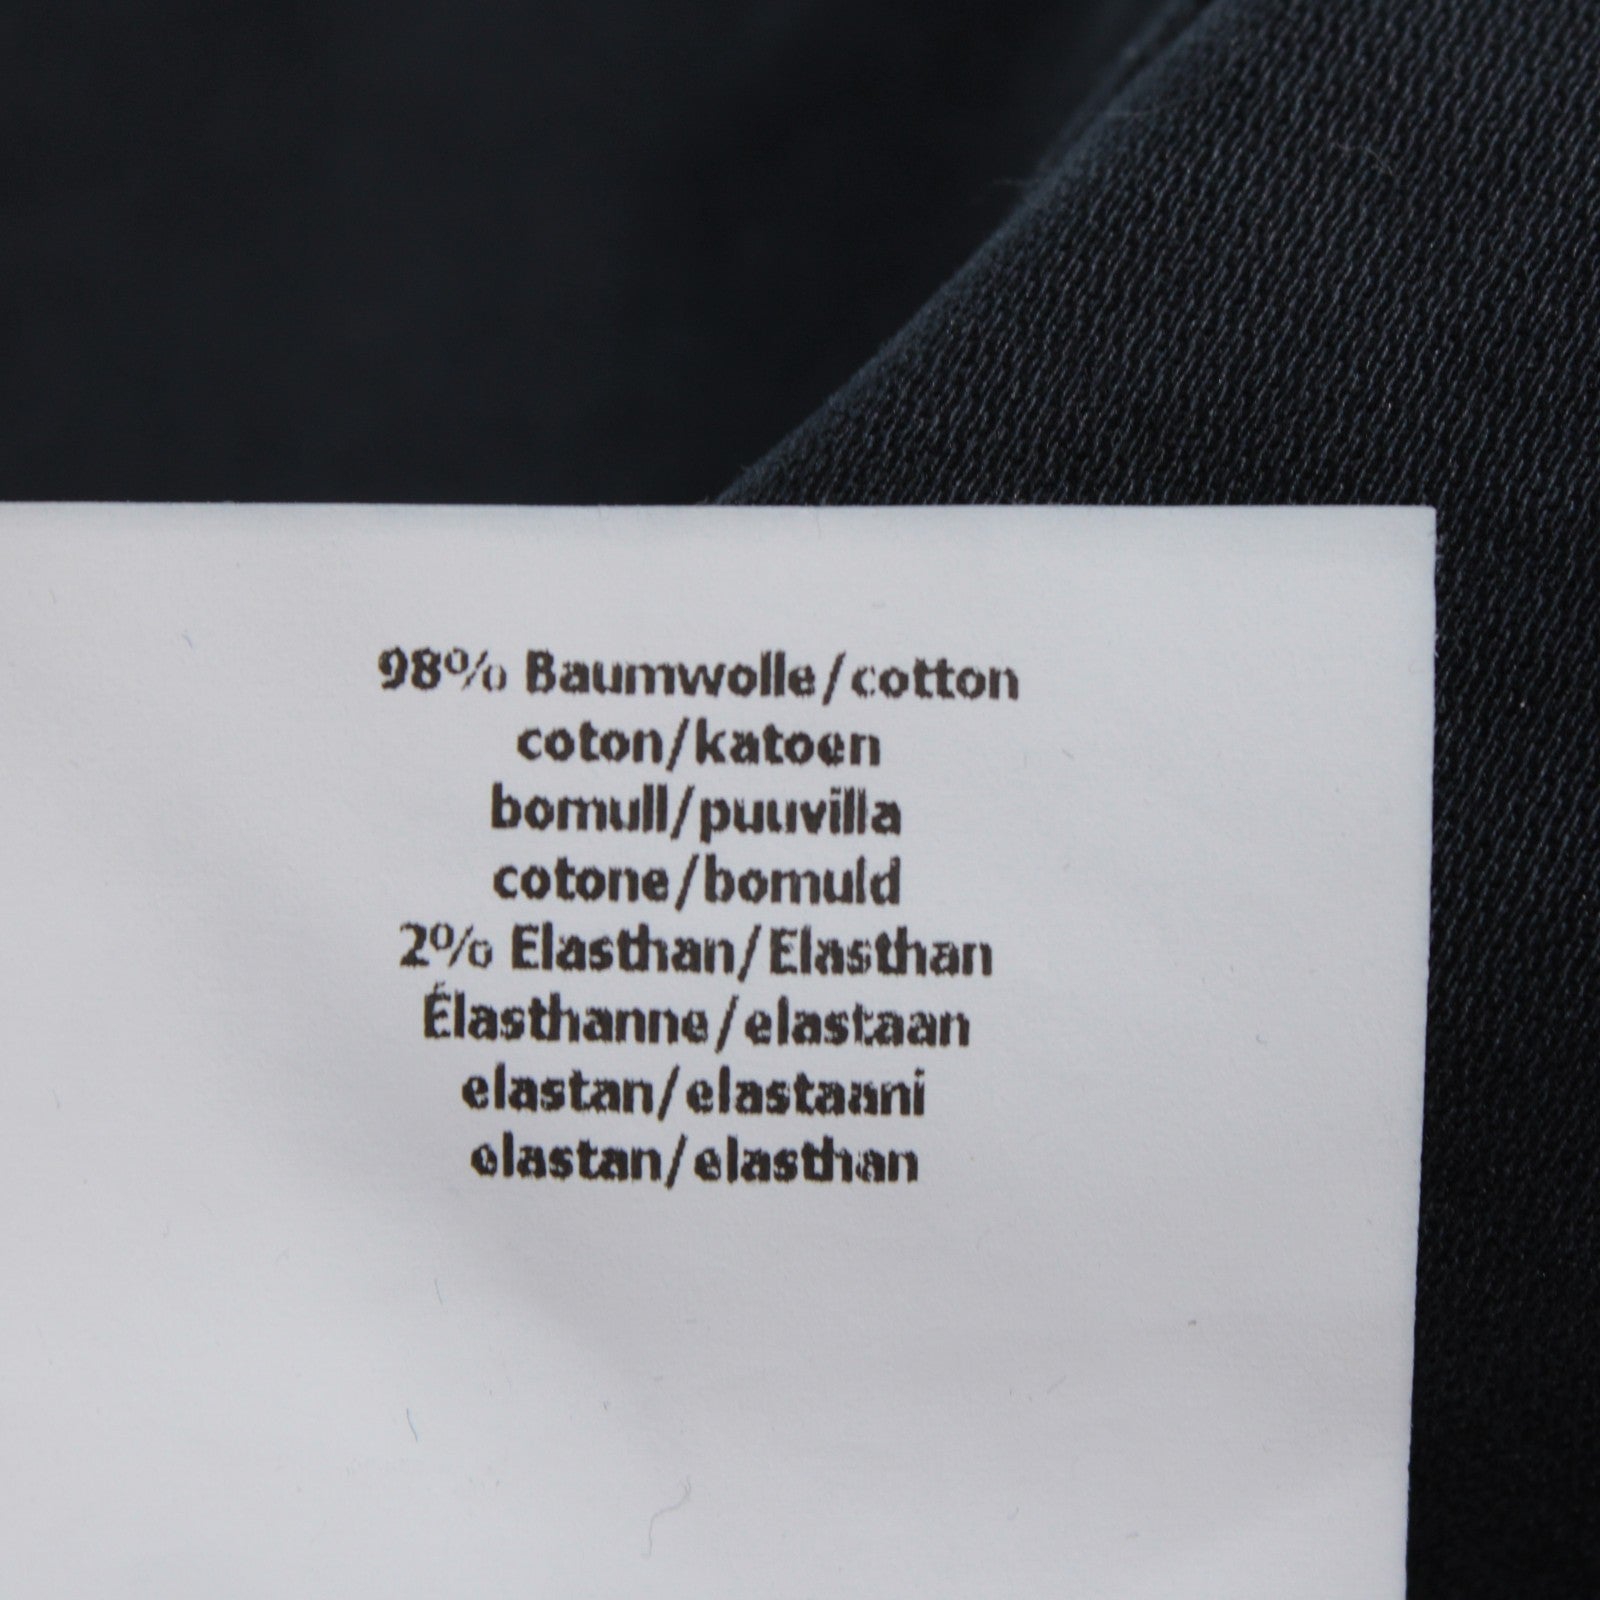 98% Baumwolle/cotton
coton/katoen
bomull/puuvilla
cotone/bomuld
2% Elasthan/Elasthan
Élasthanne/elastaan
elastan/elastaani
elastan/elasthan